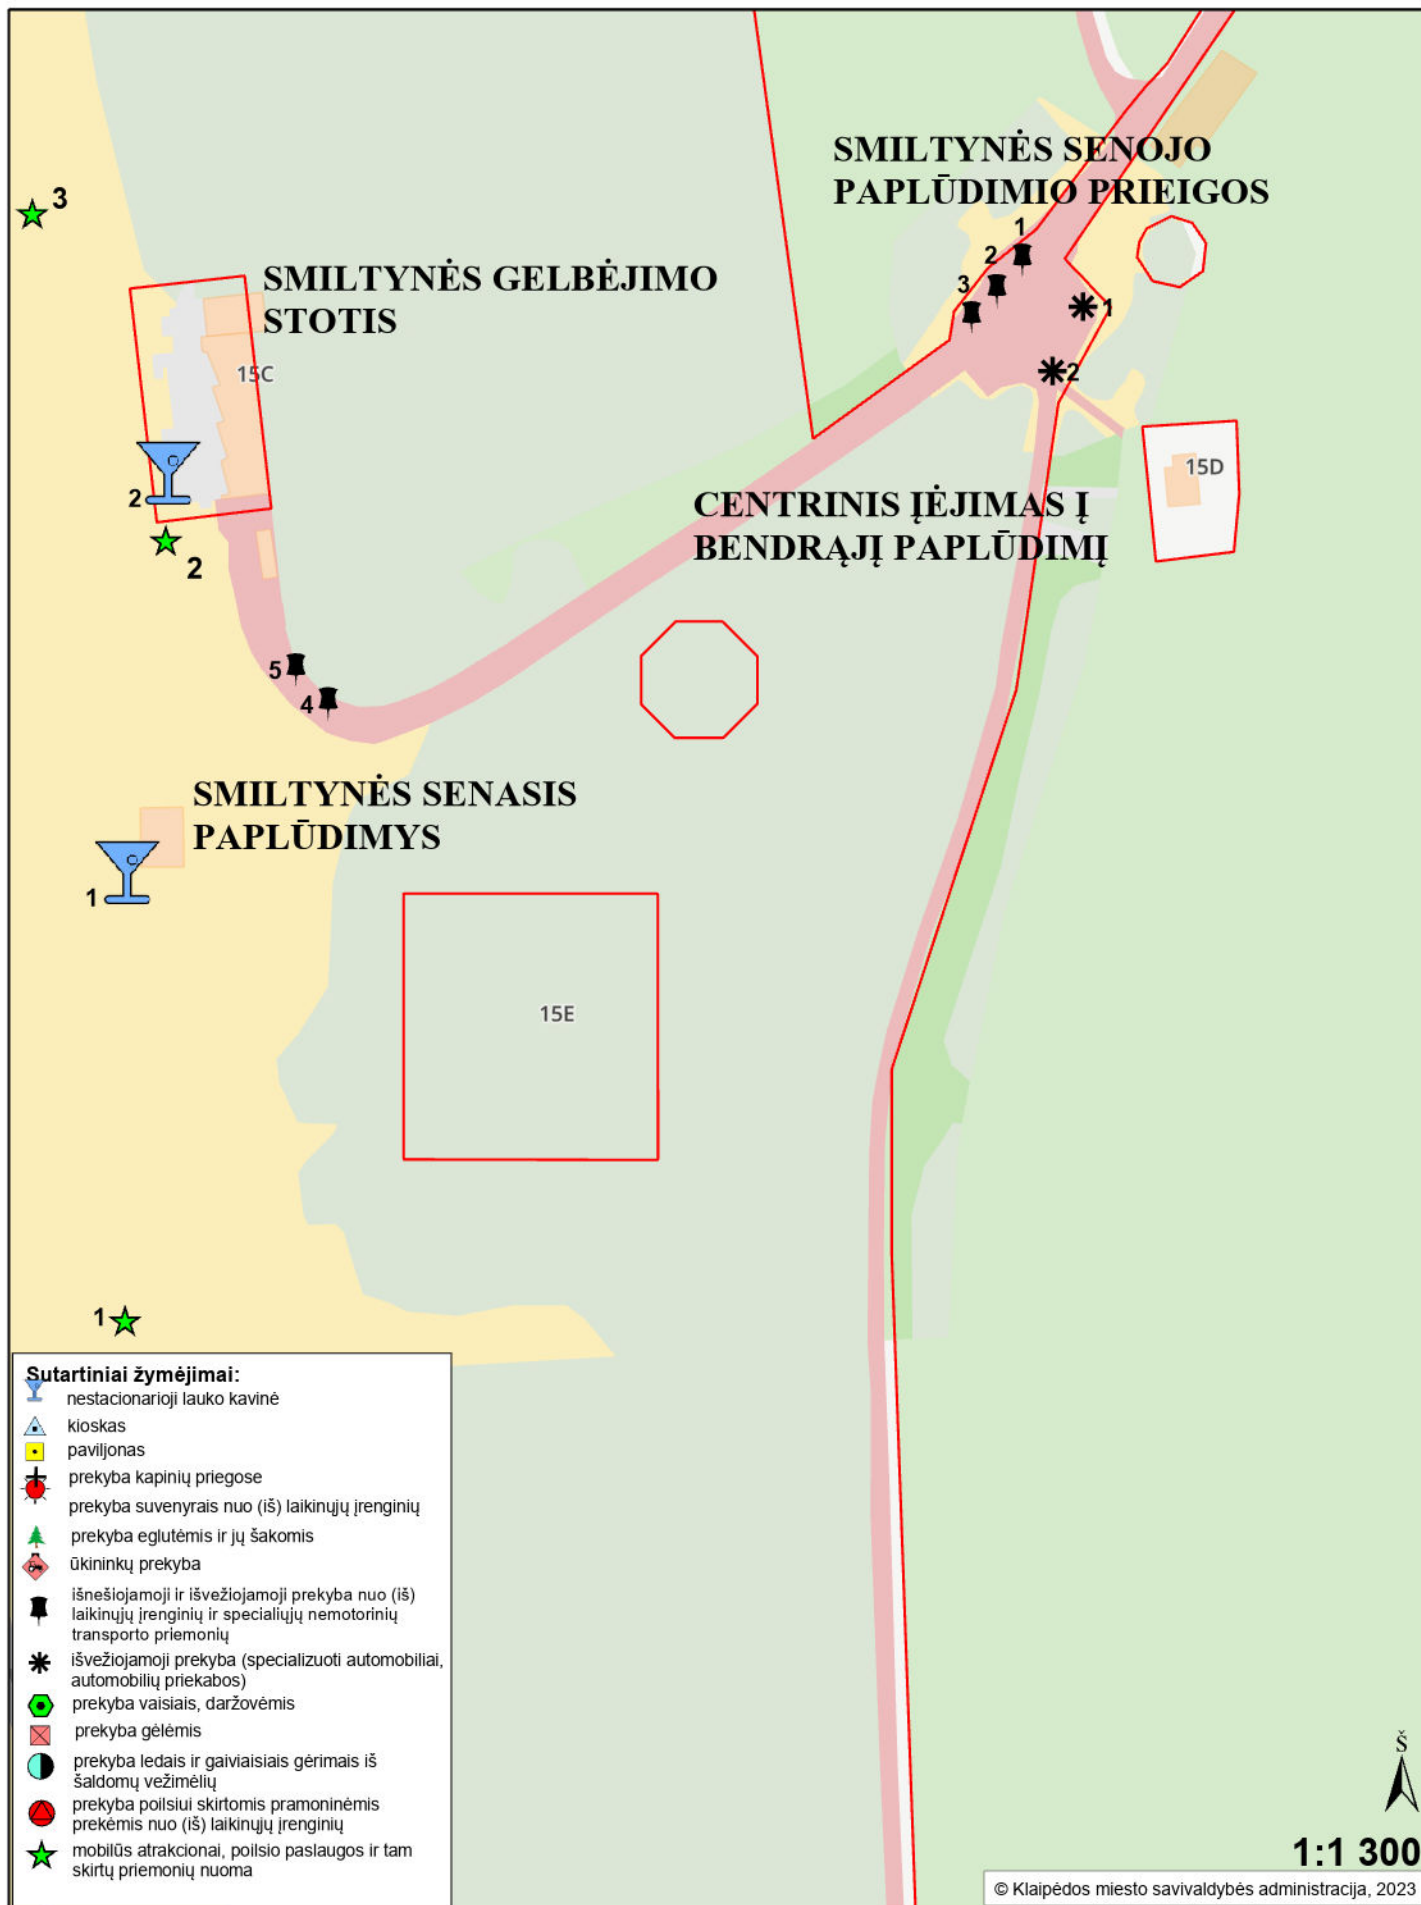 SMILTYNĖS SENOJO
PAPLŪDIMIO PRIEIGOS
3
1
2
3
SMILTYNĖS GELBĖJIMO
STOTIS
1
15C
2
15D
2
CENTRINIS ĮĖJIMAS Į
BENDRĄJĮ PAPLŪDIMĮ
2
5
4
SMILTYNĖS SENASIS
PAPLŪDIMYS
1
15E
1
Sutartiniai žymėjimai:
nestacionarioji lauko kavinė
kioskas
paviljonas
prekyba kapinių priegose
prekyba suvenyrais nuo (iš) laikinųjų įrenginių
prekyba eglutėmis ir jų šakomis
ūkininkų prekyba
išnešiojamoji ir išvežiojamoji prekyba nuo (iš)
laikinųjų įrenginių ir specialiųjų nemotorinių
transporto priemonių
išvežiojamoji prekyba (specializuoti automobiliai,
automobilių priekabos)
prekyba vaisiais, daržovėmis
prekyba gėlėmis
prekyba ledais ir gaiviaisiais gėrimais iš
šaldomų vežimėlių
prekyba poilsiui skirtomis pramoninėmis
prekėmis nuo (iš) laikinųjų įrenginių
mobilūs atrakcionai, poilsio paslaugos ir tam
skirtų priemonių nuoma
Š
1:1 300
© Klaipėdos miesto savivaldybės administracija, 2023